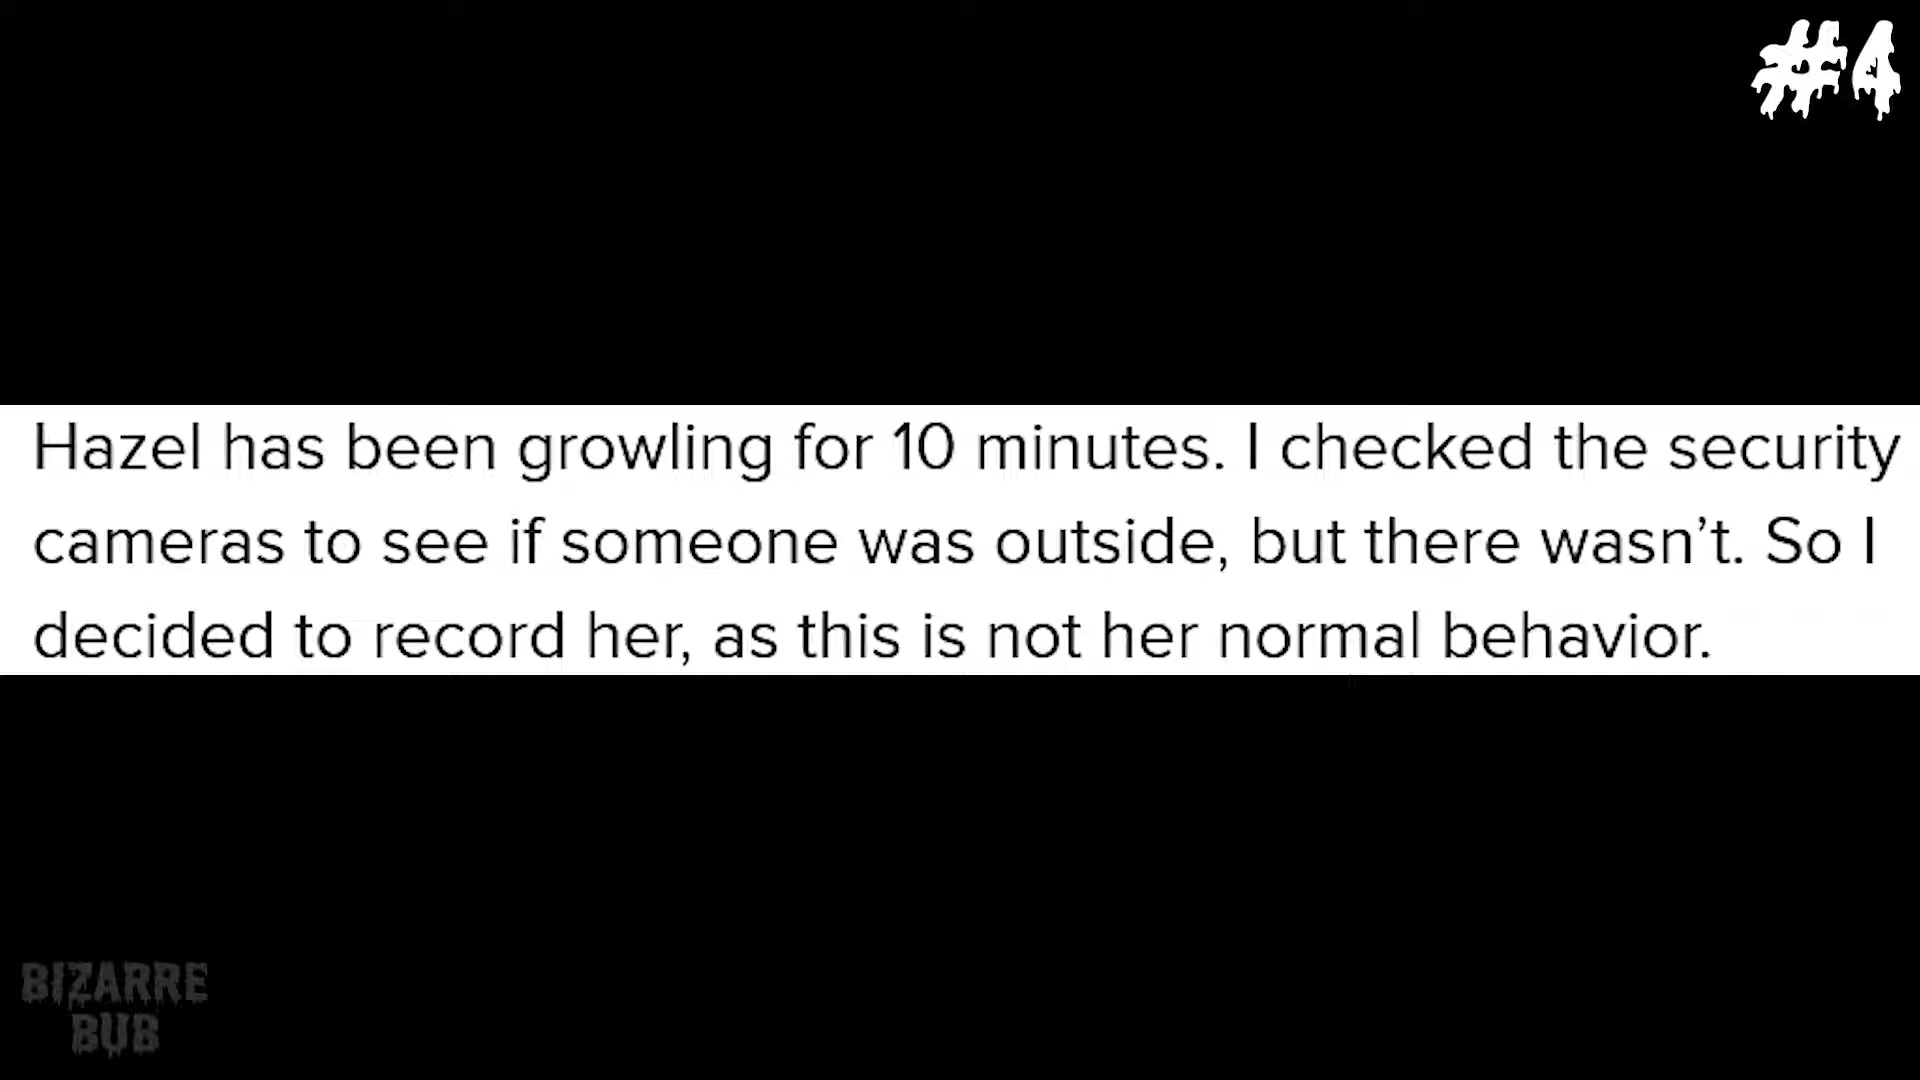 #4
Hazel has been growling for 10 minutes. I checked the security
cameras to see if someone was outside, but there wasn’t. So I
decided to record her, as this is not her normal behavior.
BIZARRE
BUB